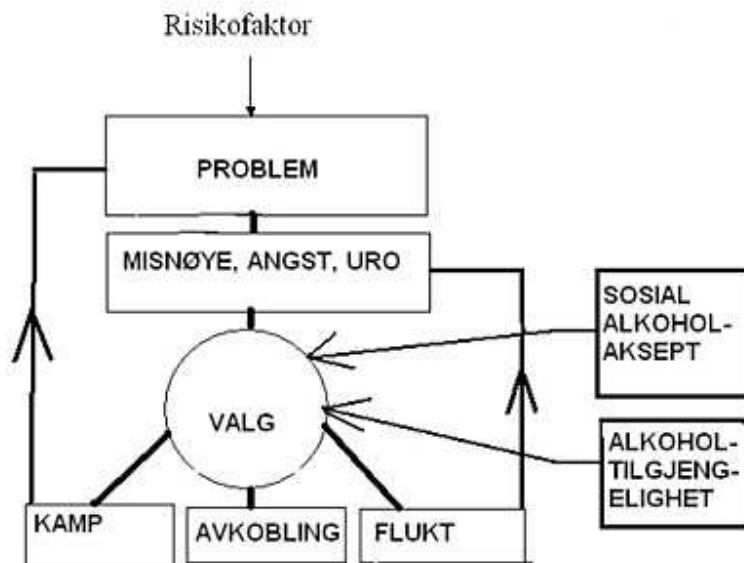 Risikofaktor
PROBLEM
MISNØYE, ANGST, URO
SOSIAL
ALKOHOL-
AKSEPT
VALG
ALKOHOL-
TILGJENG-
ELIGHET
KAMP
AVKOBLING
FLUKT